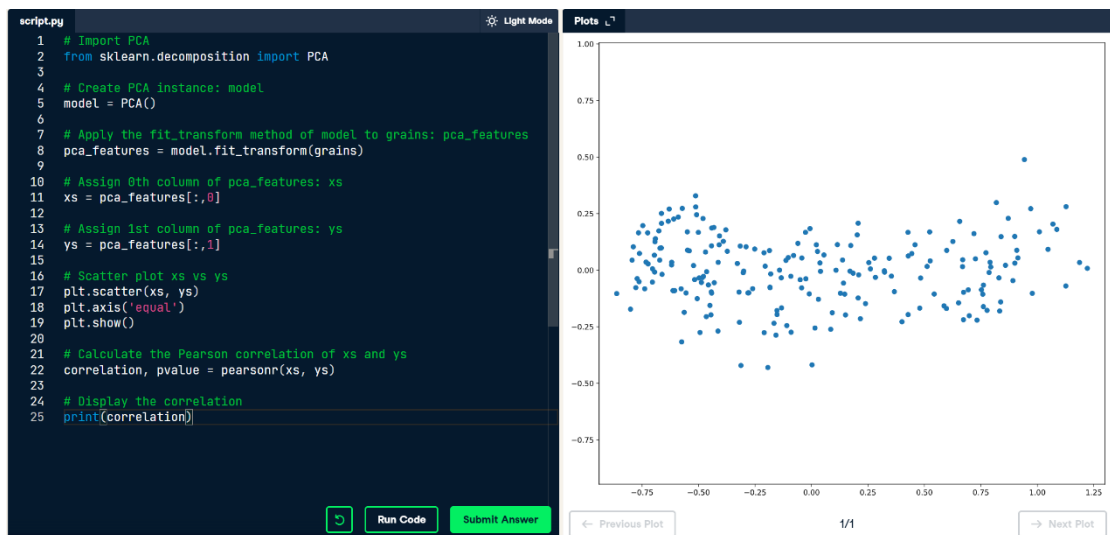 script.py
Light Mode
1 # Import PCA
2 from sklearn.decomposition import PCA
3
4 # Create PCA instance: model
5 model = PCA()
6
7 # Apply the fit_transform method of model to grains: pca_features
8 pca_features = model.fit_transform(grains)
9
10 # Assign 0th column of pca_features: xs
11 xs = pca_features[:,0]
12
13 # Assign 1st column of pca_features: ys
14 ys = pca_features[:,1]
15
16 # Scatter plot xs vs ys
17 plt.scatter(xs, ys)
18 plt.axis('equal')
19 plt.show()
20
21 # Calculate the Pearson correlation of xs and ys
22 correlation, pvalue = pearsonr(xs, ys)
23
24 # Display the correlation
25 print(correlation)
Run Code
Submit Answer
Plots
1.00
0.75
0.50
0.25
0.00
−0.25
−0.50
−0.75
−0.75 −0.50 −0.25 0.00 0.25 0.50 0.75 1.00 1.25
← Previous Plot
1/1
→ Next Plot